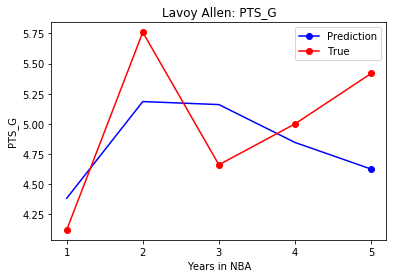 Lavoy Allen: PTS_G
Prediction
True
PTS_G
5.75
5.50
5.25
5.00
4.75
4.50
4.25
1 2 3 4 5
Years in NBA